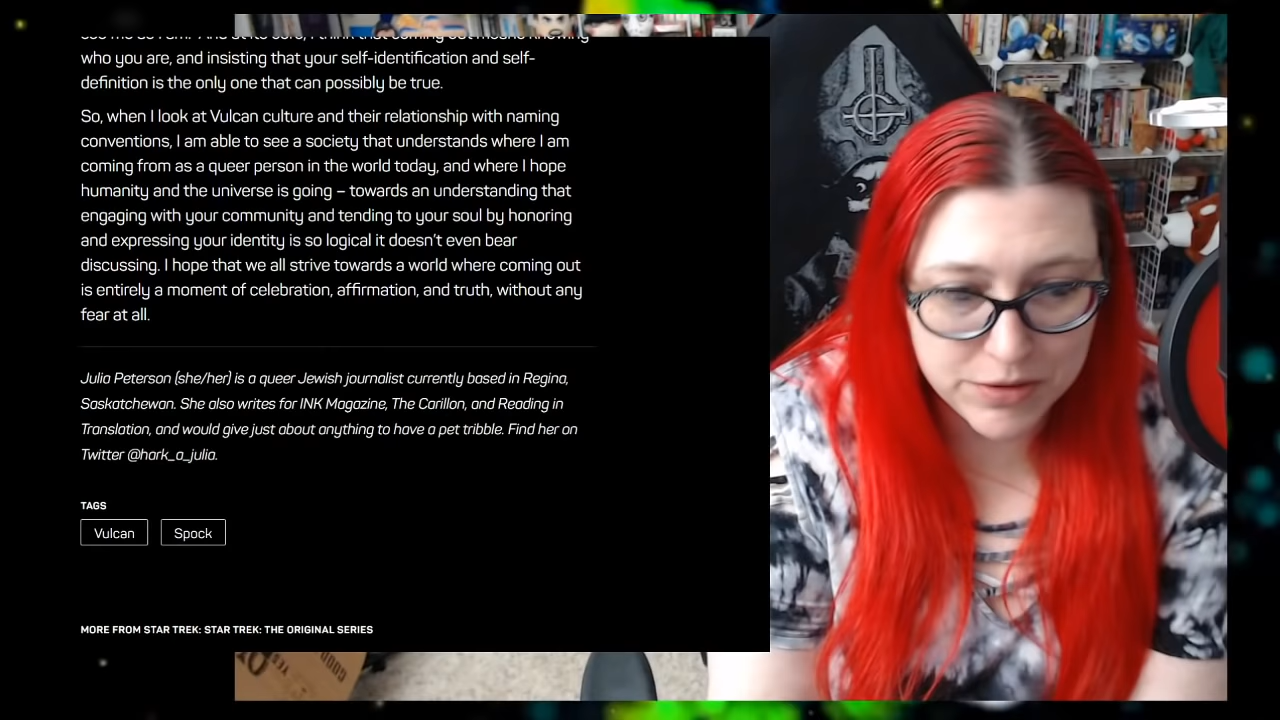 who you are, and insisting that your self-identification and self-
definition is the only one that can possibly be true.
So, when I look at Vulcan culture and their relationship with naming
conventions, I am able to see a society that understands where I am
coming from as a queer person in the world today, and where I hope
humanity and the universe is going – towards an understanding that
engaging with your community and tending to your soul by honoring
and expressing your identity is so logical it doesn't even bear
discussing. I hope that we all strive towards a world where coming out
is entirely a moment of celebration, affirmation, and truth, without any
fear at all.
Julia Peterson (she/her) is a queer Jewish journalist currently based in Regina,
Saskatchewan. She also writes for INK Magazine, The Carillon, and Reading in
Translation, and would give just about anything to have a pet tribble. Find her on
Twitter @hark_a_julia.
TAGS
Vulcan
Spock
MORE FROM STAR TREK: STAR TREK: THE ORIGINAL SERIES